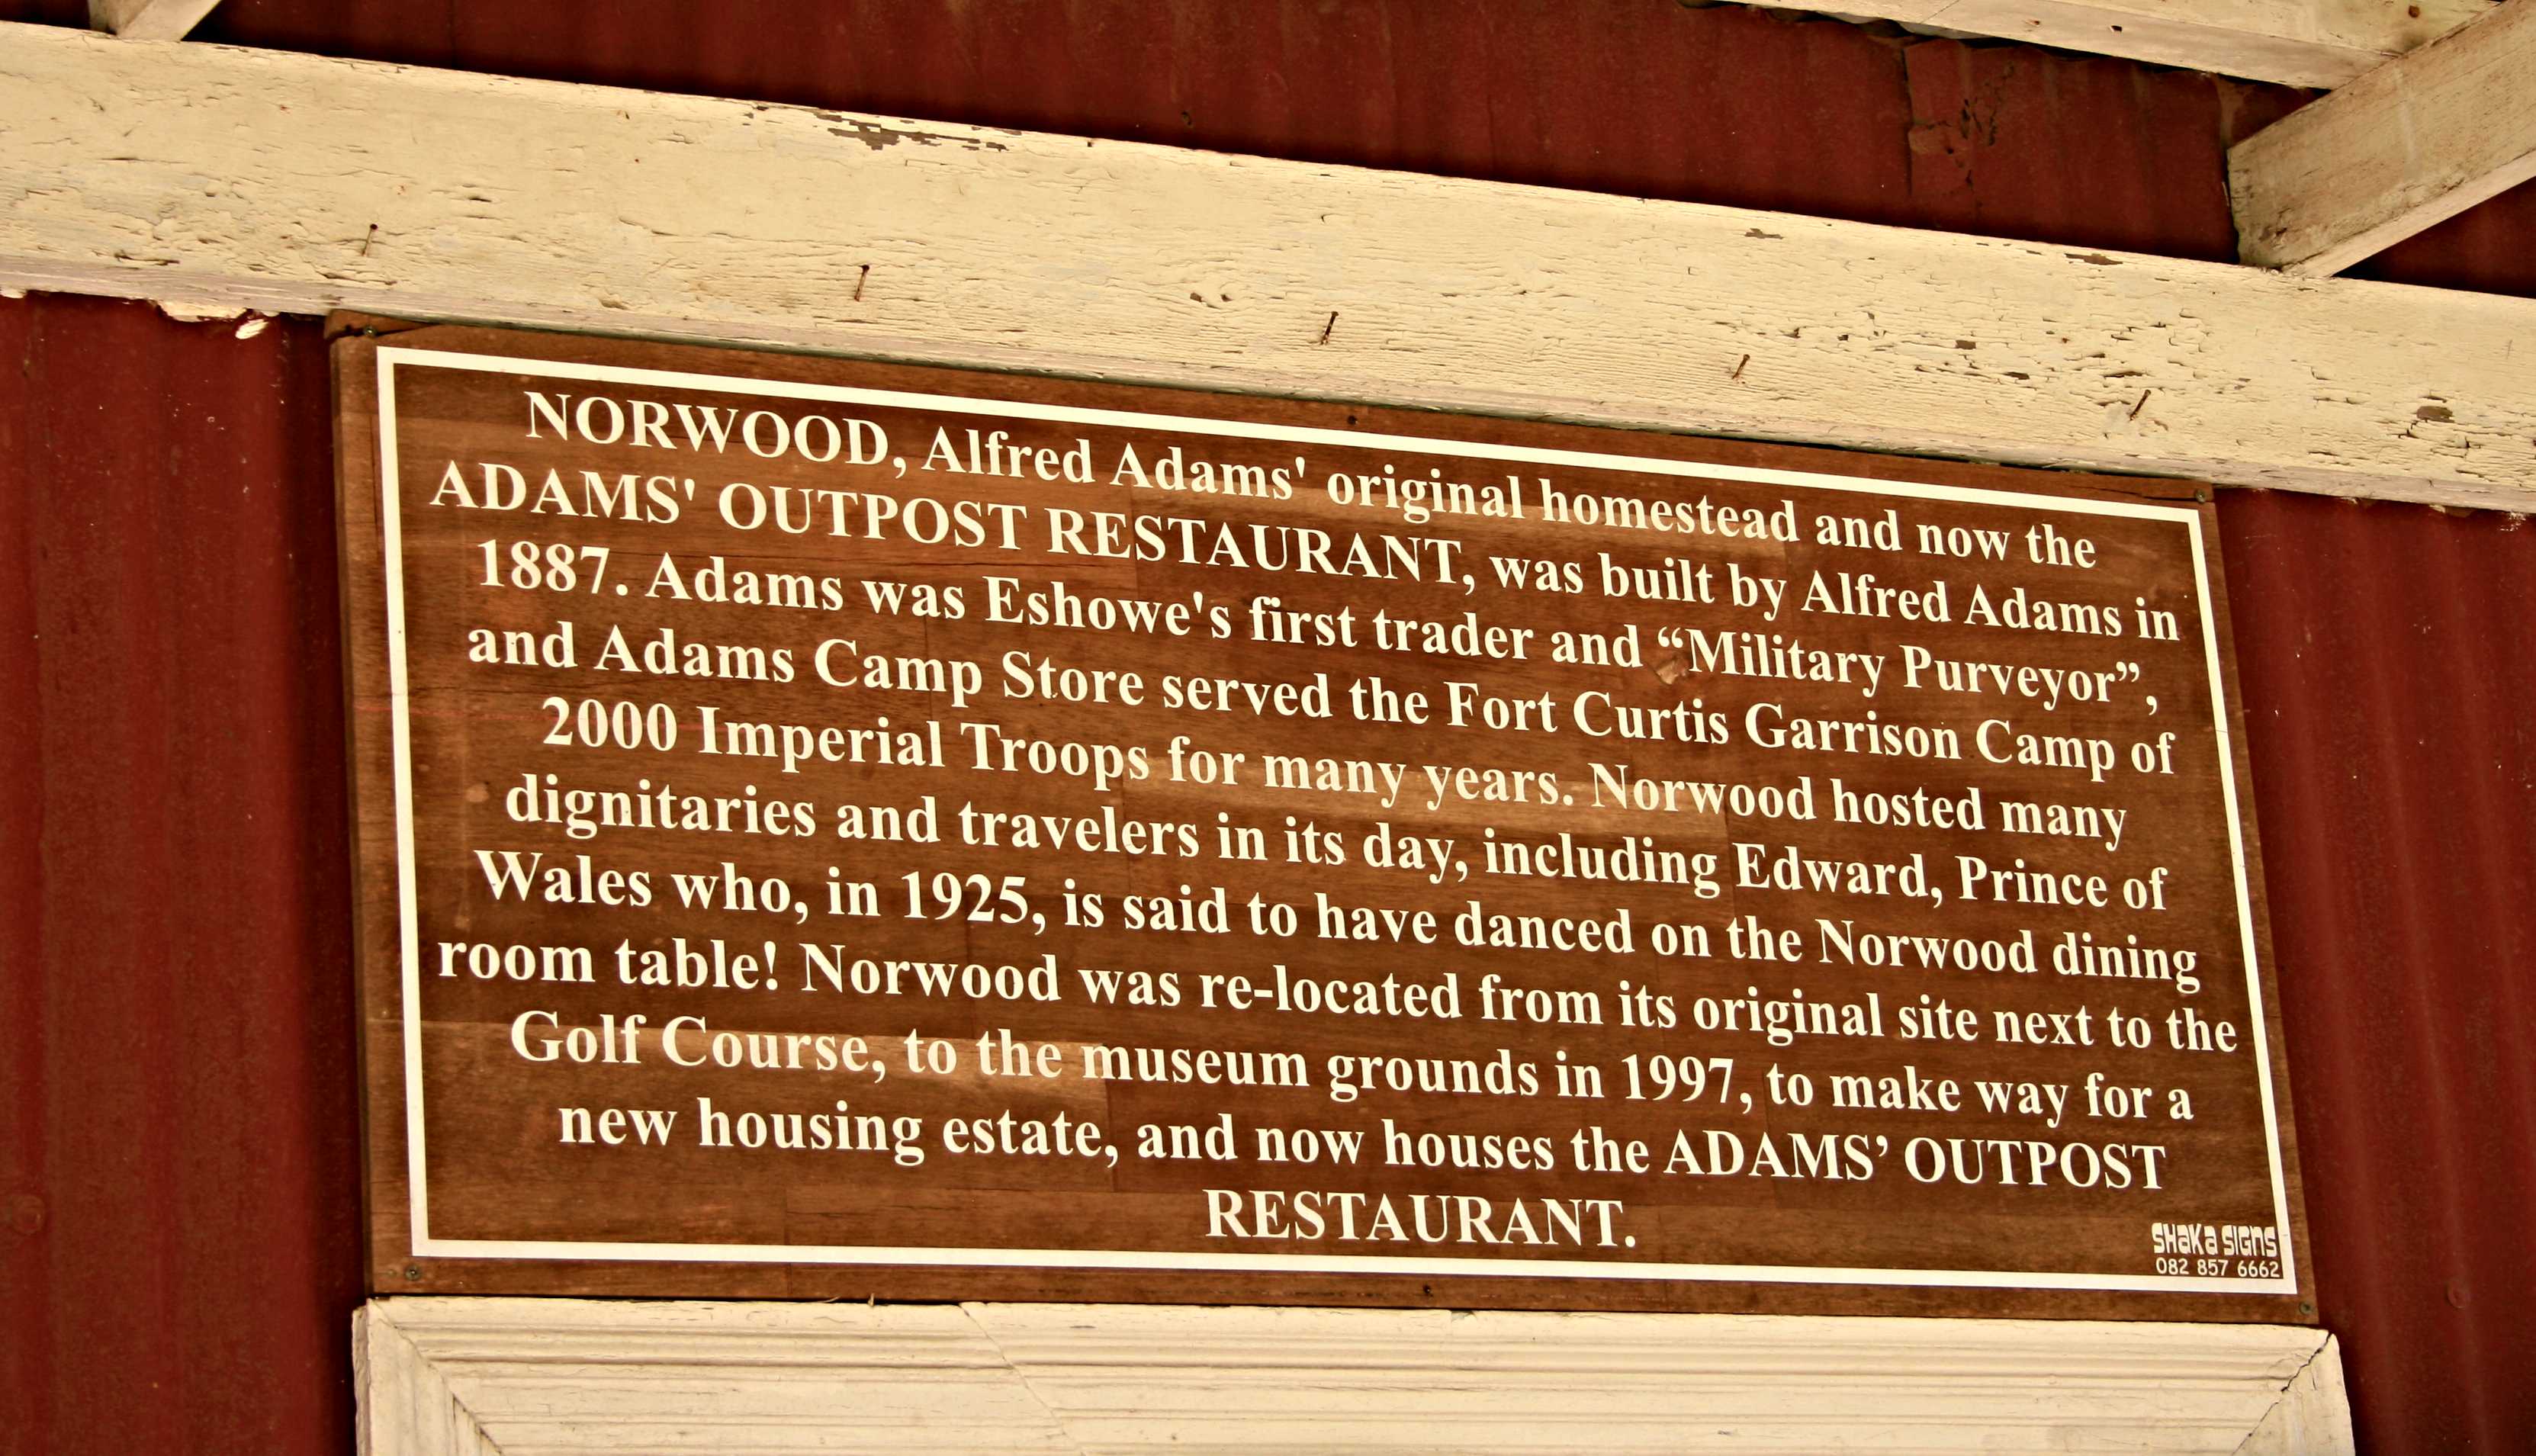 NORWOOD, Alfred Adams' original homestead and now the
ADAMS' OUTPOST RESTAURANT, was built by Alfred Adams in
1887. Adams was Eshowe's first trader and “Military Purveyor”,
and Adams Camp Store served the Fort Curtis Garrison Camp of
2000 Imperial Troops for many years. Norwood hosted many
dignitaries and travelers in its day, including Edward, Prince of
Wales who, in 1925, is said to have danced on the Norwood dining
room table! Norwood was re-located from its original site next to the
Golf Course, to the museum grounds in 1997, to make way for a
new housing estate, and now houses the ADAMS’ OUTPOST
RESTAURANT.
SHaKa SIGnS
082 857 6662